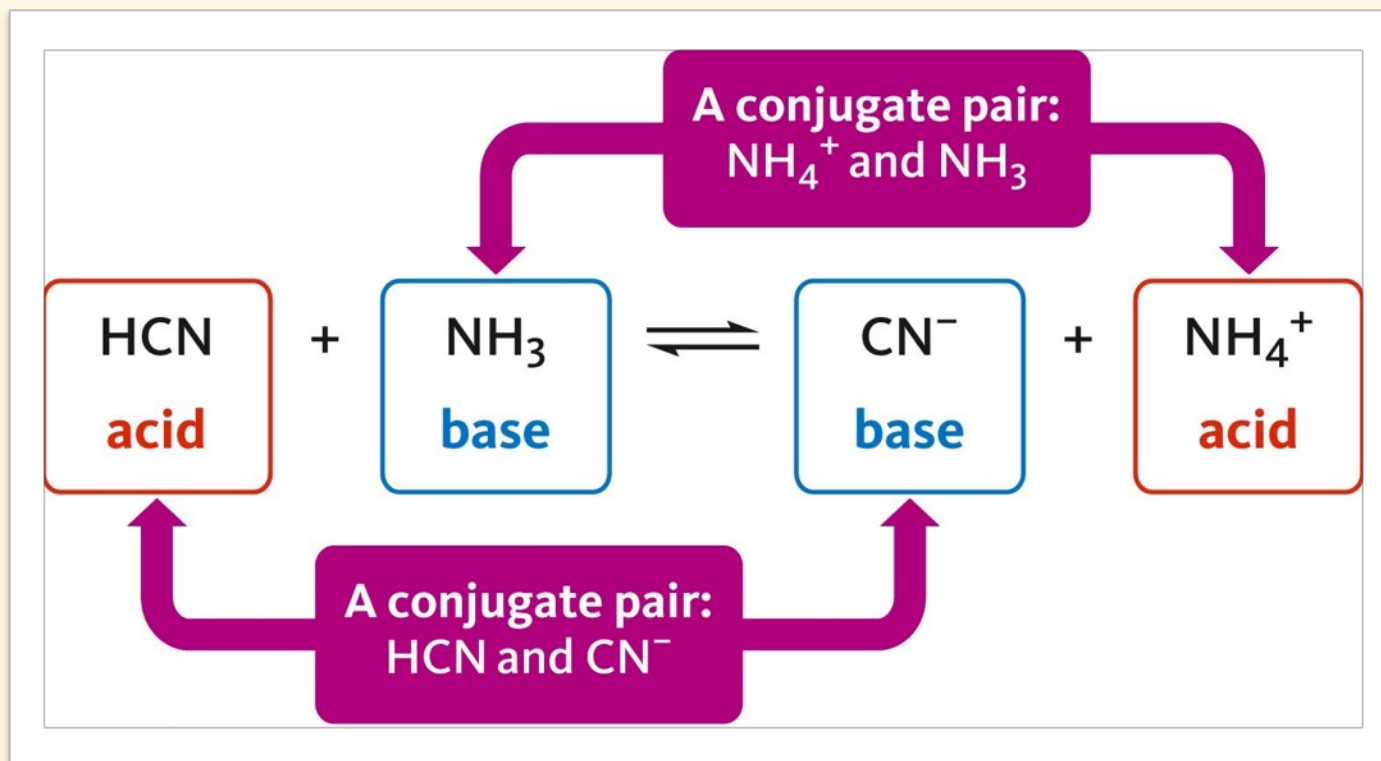 A conjugate pair:
NH₄⁺ and NH₃
HCN + NH₃ ⇌ CN⁻ + NH₄⁺
acid base base acid
A conjugate pair:
HCN and CN⁻